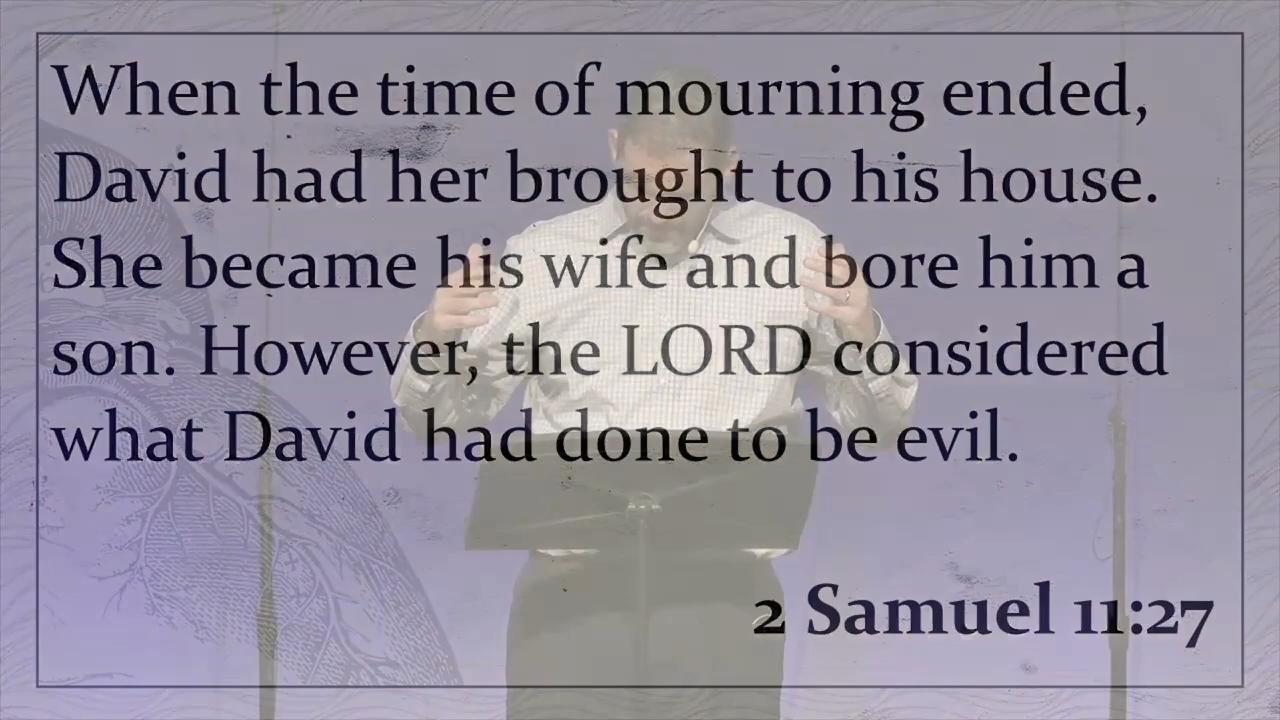 When the time of mourning ended,
David had her brought to his house.
She became his wife and bore him a
son. However, the LORD considered
what David had done to be evil.
2 Samuel 11:27